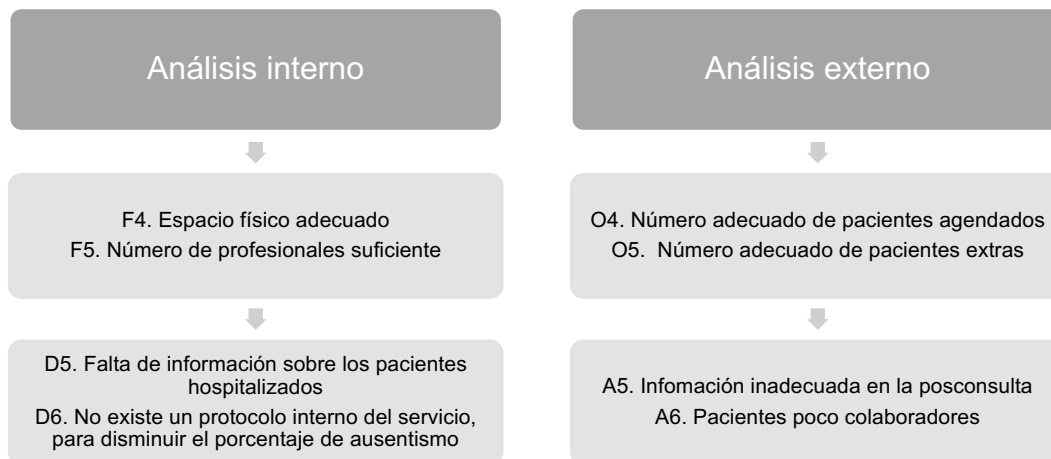 Análisis interno
F4. Espacio físico adecuado
F5. Número de profesionales suficiente
D5. Falta de información sobre los pacientes
hospitalizados
D6. No existe un protocolo interno del servicio,
para disminuir el porcentaje de ausentismo
Análisis externo
O4. Número adecuado de pacientes agendados
O5. Número adecuado de pacientes extras
A5. Infomación inadecuada en la posconsulta
A6. Pacientes poco colaboradores